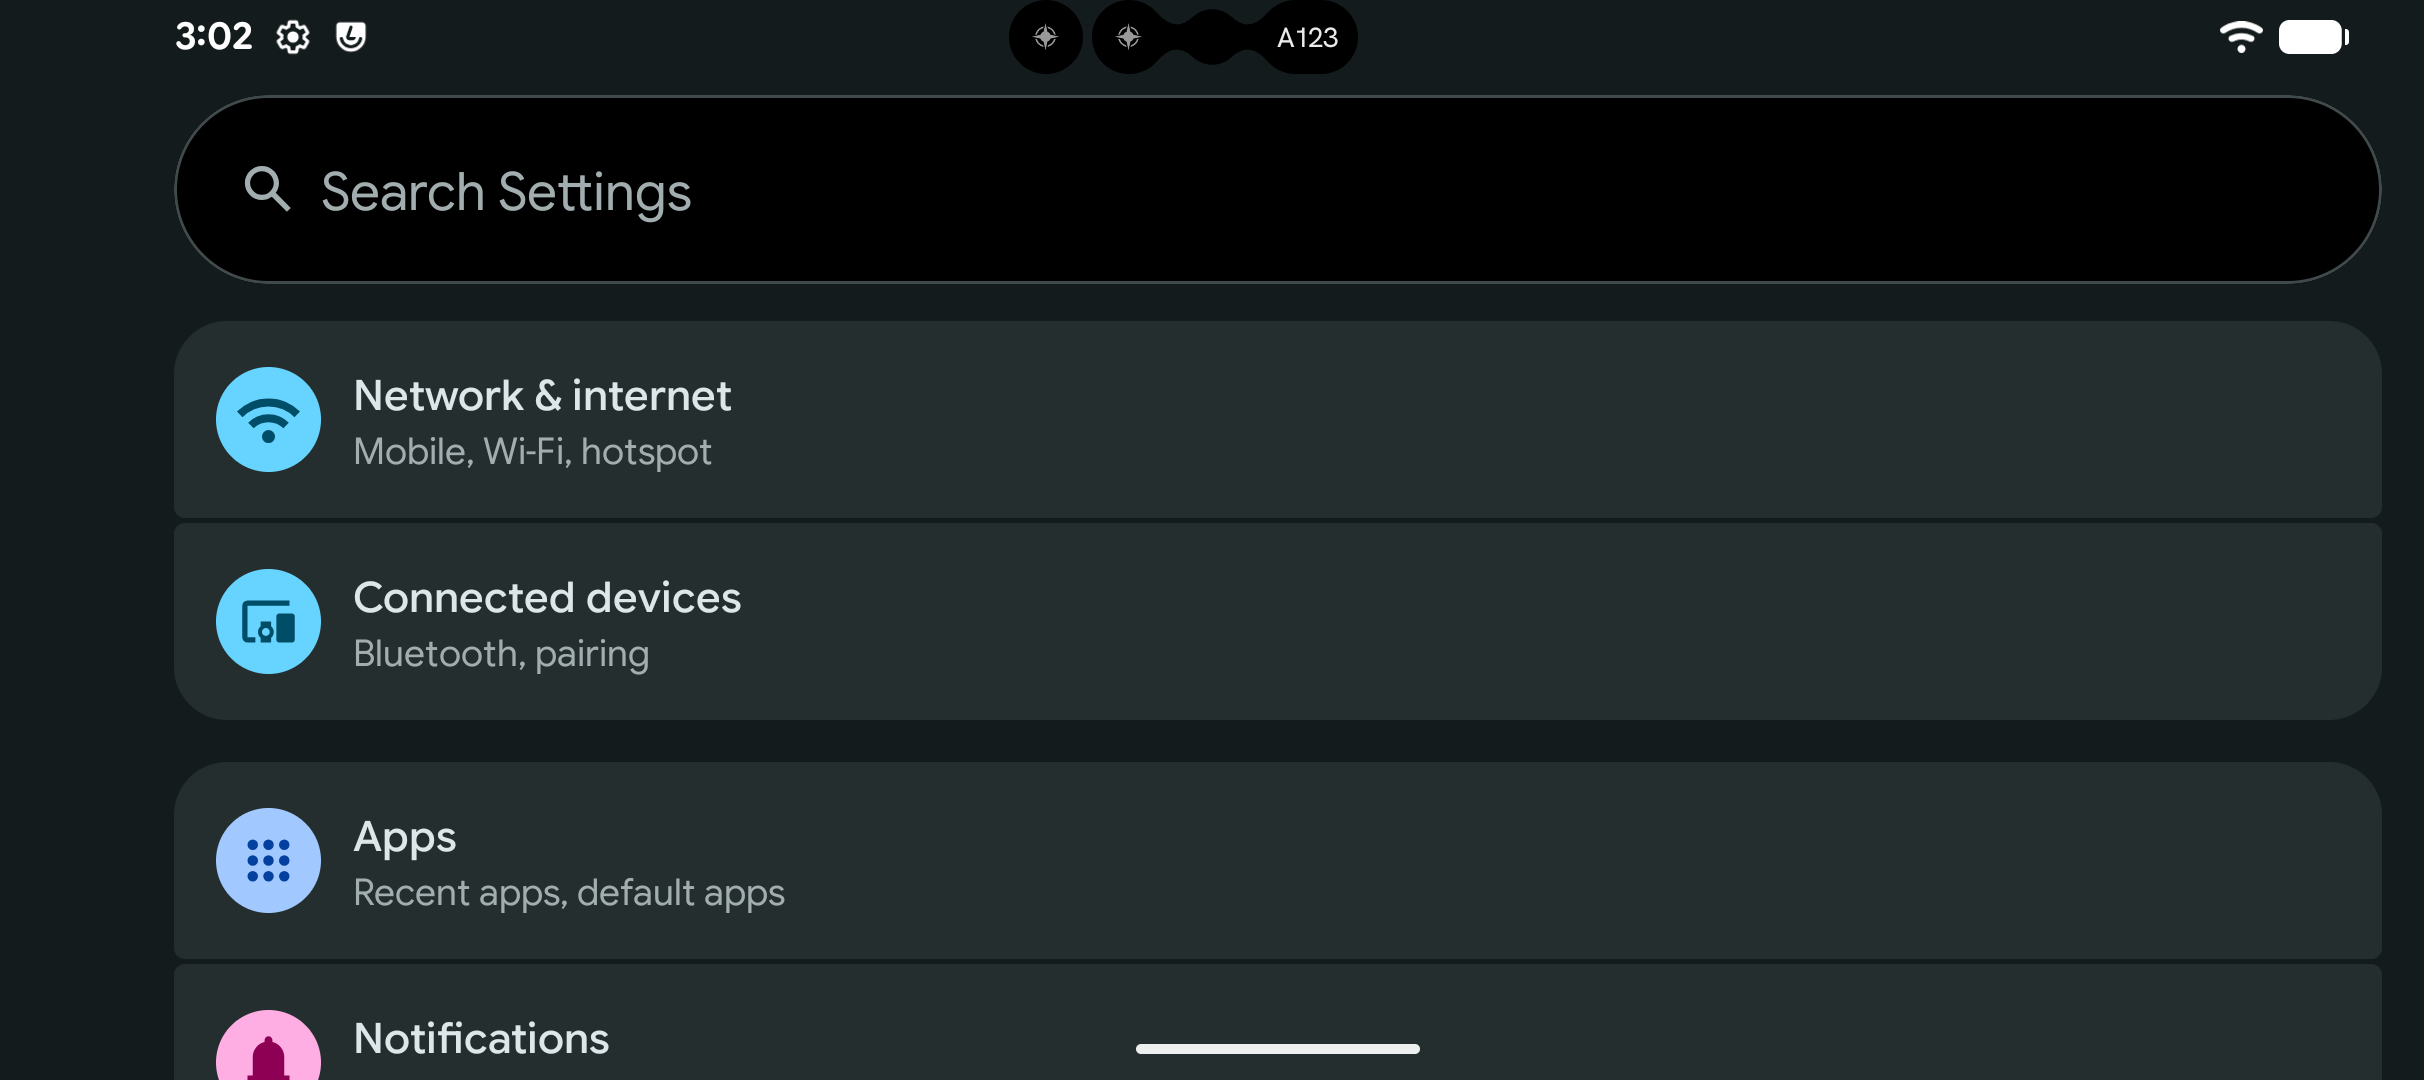 3:02
A123
Search Settings
Network & internet
Mobile, Wi-Fi, hotspot
Connected devices
Bluetooth, pairing
Apps
Recent apps, default apps
Notifications